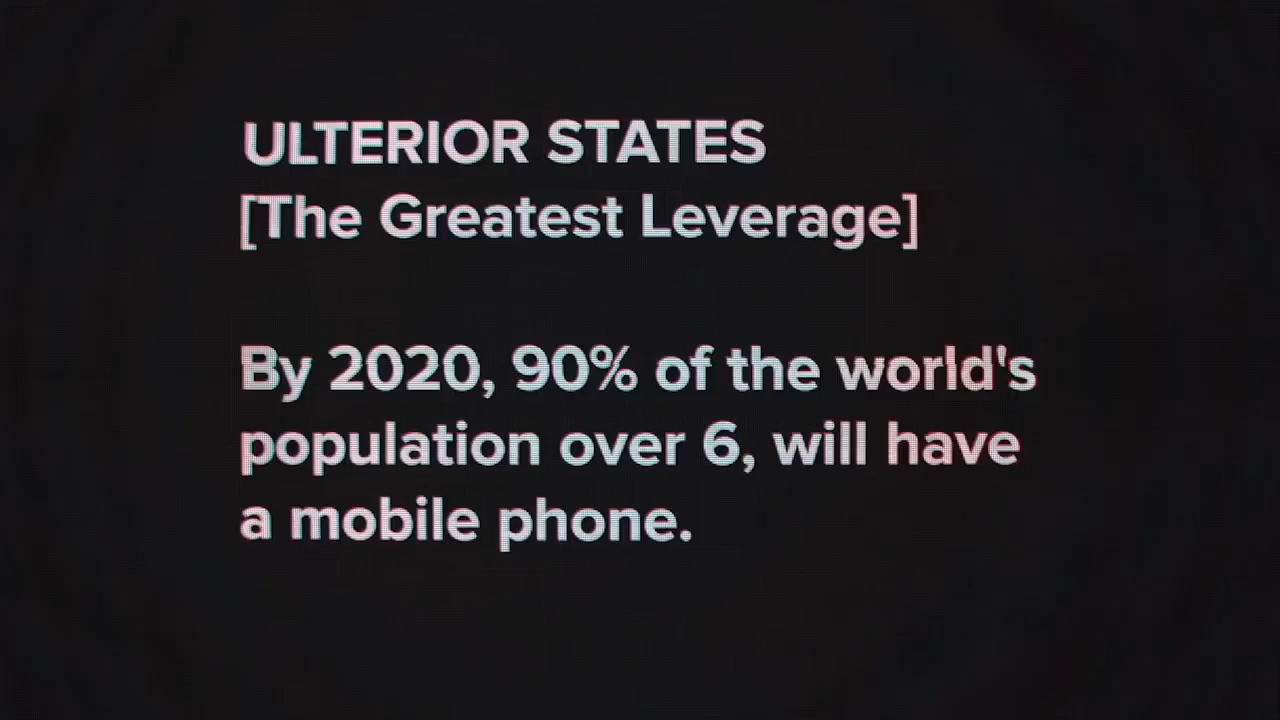 ULTERIOR STATES
[The Greatest Leverage]
By 2020, 90% of the world's
population over 6, will have
a mobile phone.